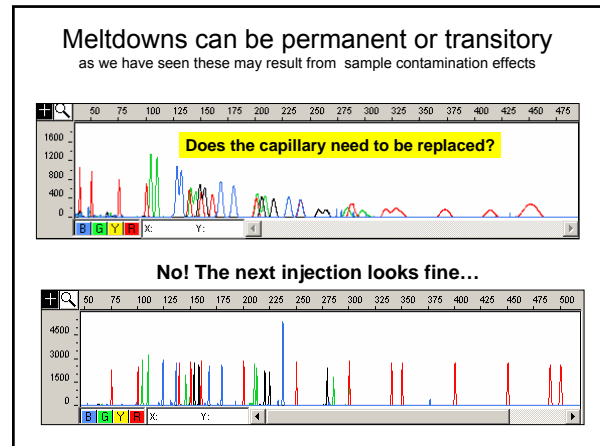 Meltdowns can be permanent or transitory
as we have seen these may result from sample contamination effects
50 75 100 125 150 175 200 225 250 275 300 325 350 375 400 425 450 475
Does the capillary need to be replaced?
1600
1200
800
400
0
B G Y R X: Y:
No! The next injection looks fine…
50 75 100 125 150 175 200 225 250 275 300 325 350 375 400 425 450 475 500
4500
3000
1500
0
B G Y R X: Y: